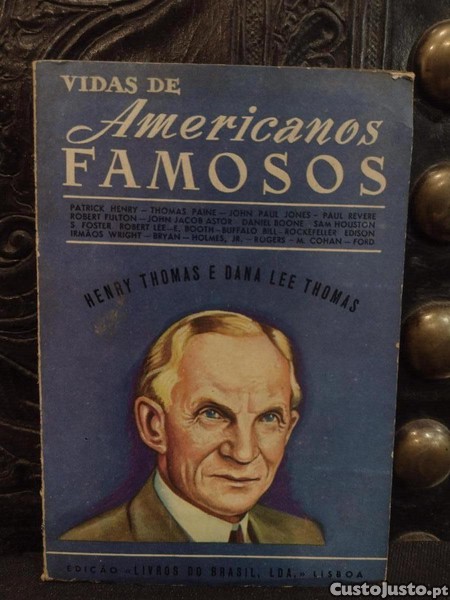 VIDAS DE
Americanos
FAMOSOS
PATRICK HENRY — THOMAS PAINE — JOHN PAUL JONES — PAUL REVERE
ROBERT FULTON — JOHN JACOB ASTOR — DANIEL BOONE — SAM HOUSTON
S. FOSTER ROBERT LEE — E. BOOTH — BUFFALO BILL — ROCKEFELLER EDISON
IRMÃOS WRIGHT — BRYAN — HOLMES, JR. — ROGERS — M. COHAN — FORD.
HENRY THOMAS E DANA LEE THOMAS
EDIÇÃO «LIVROS DO BRASIL, LDA.» LISBOA
CustoJusto.pt